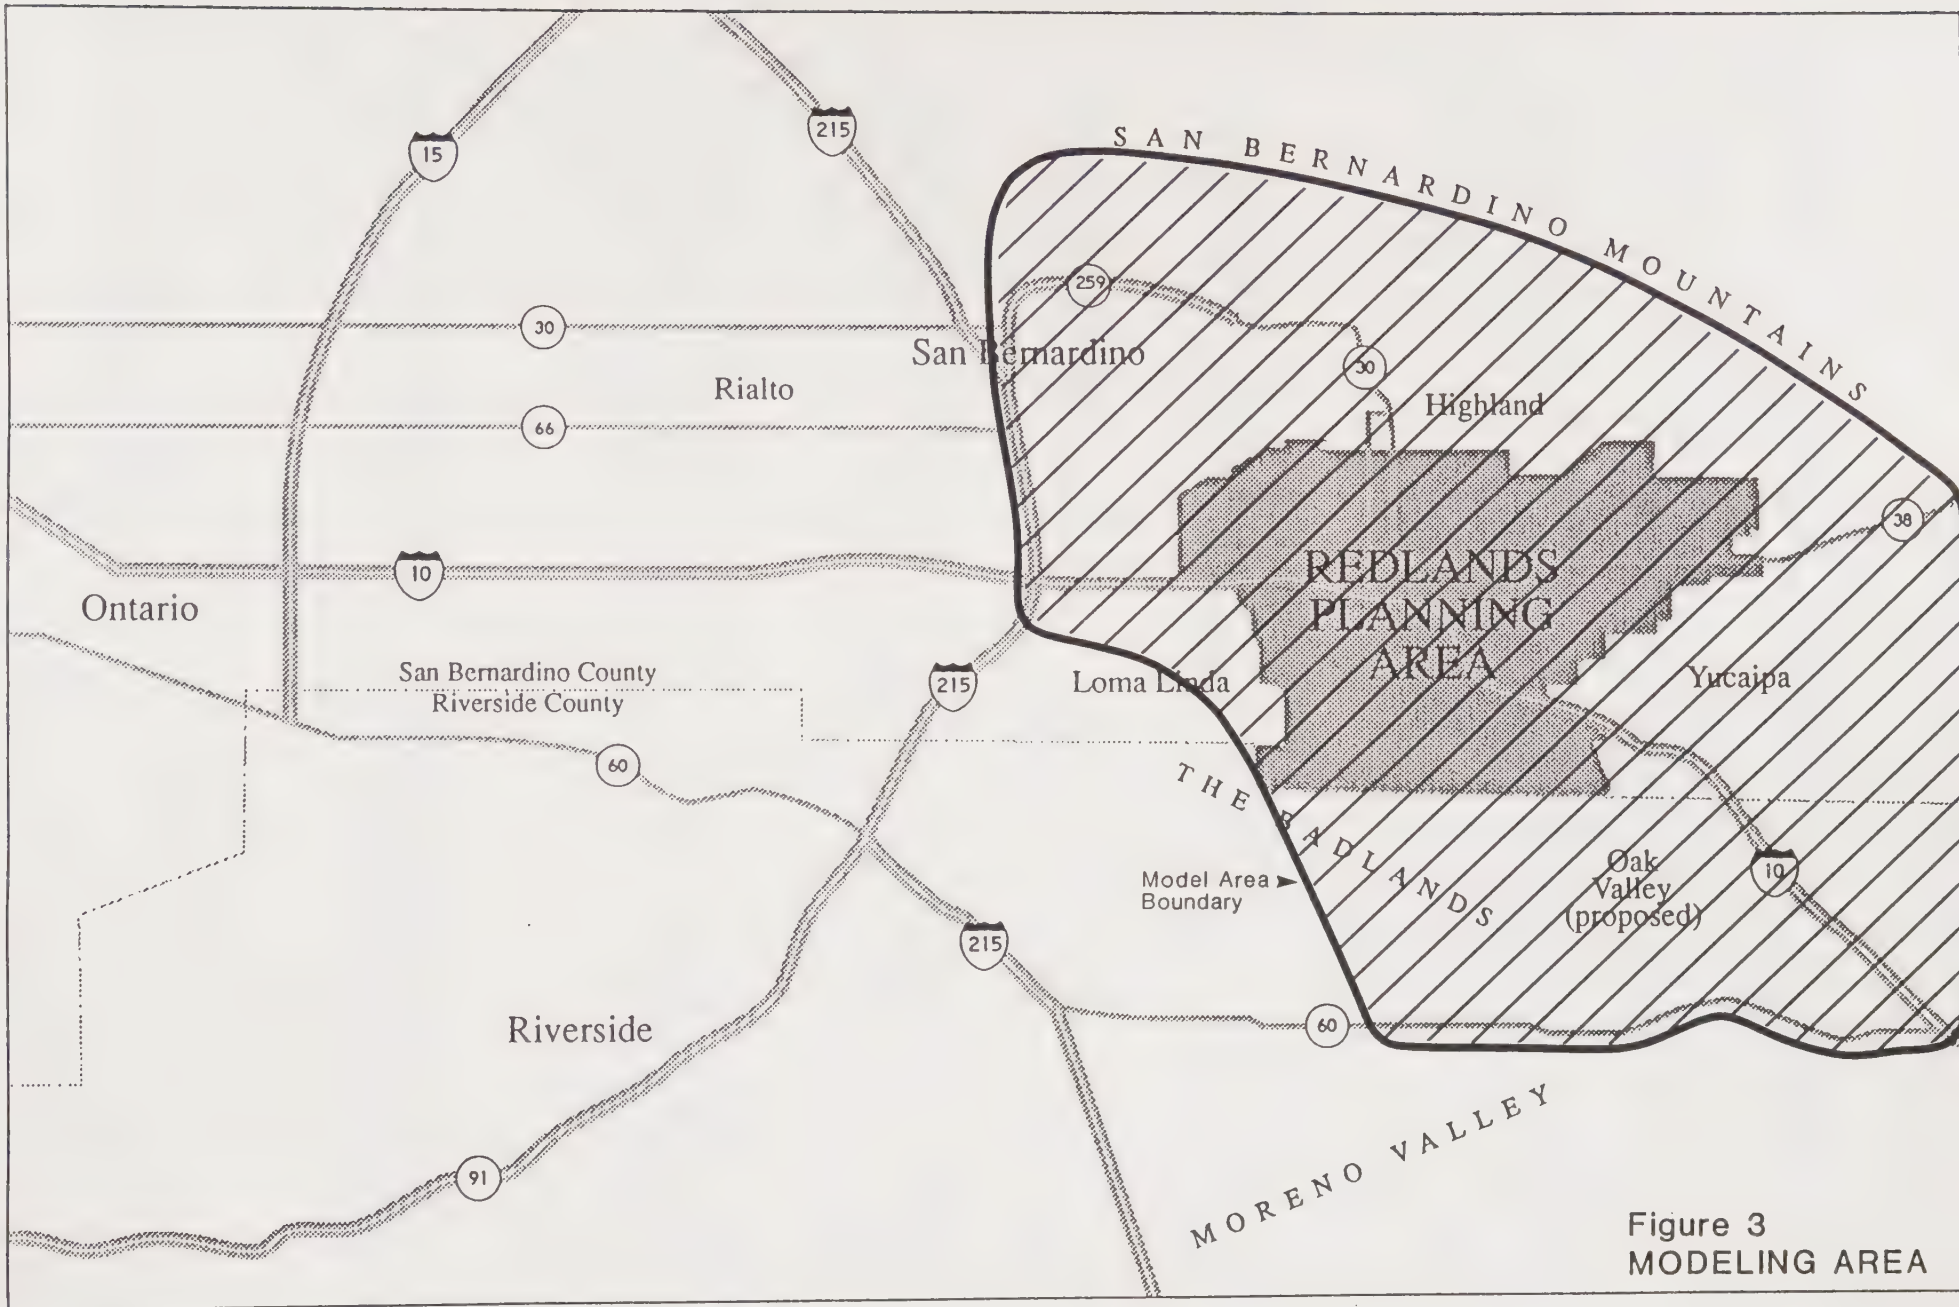 SAN BERNARDINO MOUNTAINS
15
215
259
30
San Bernardino
30
Rialto
Highland
66
38
10
REDLANDS
PLANNING
AREA
Ontario
San Bernardino County
Riverside County
215
Loma Linda
Yucaipa
60
THE BADLANDS
Model Area
Boundary
Oak
Valley
(proposed)
10
215
Riverside
60
91
MORENO VALLEY
Figure 3
MODELING AREA